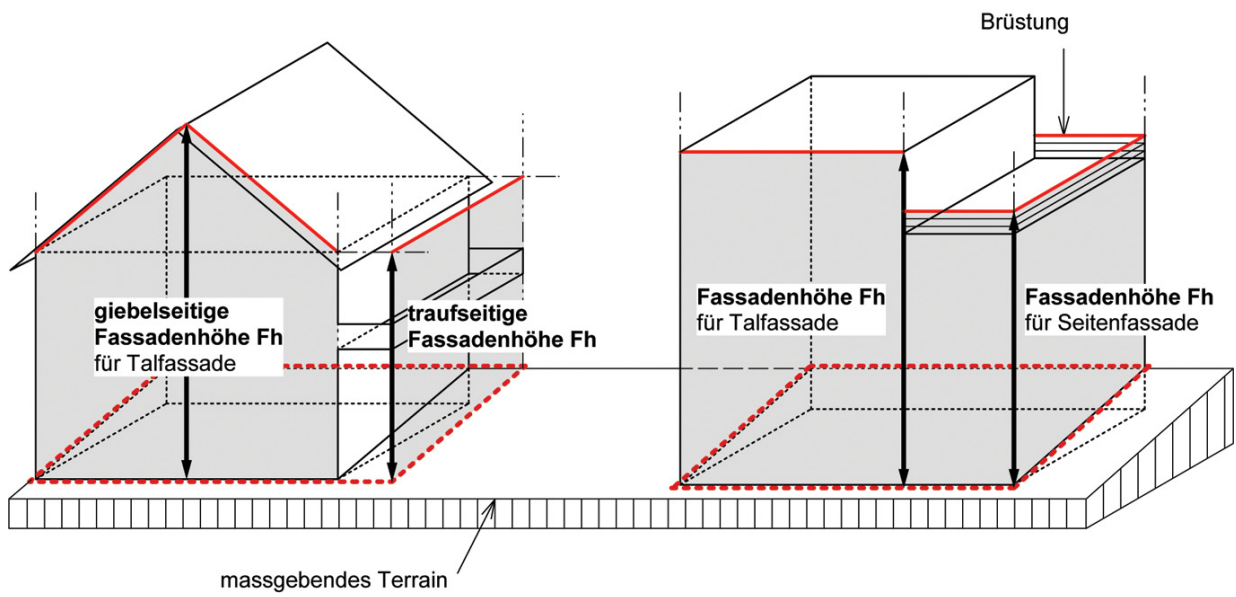 Brüstung
giebelseitige
Fassadenhöhe Fh
für Talfassade
traufseitige
Fassadenhöhe Fh
Fassadenhöhe Fh
für Talfassade
Fassadenhöhe Fh
für Seitenfassade
massgebendes Terrain